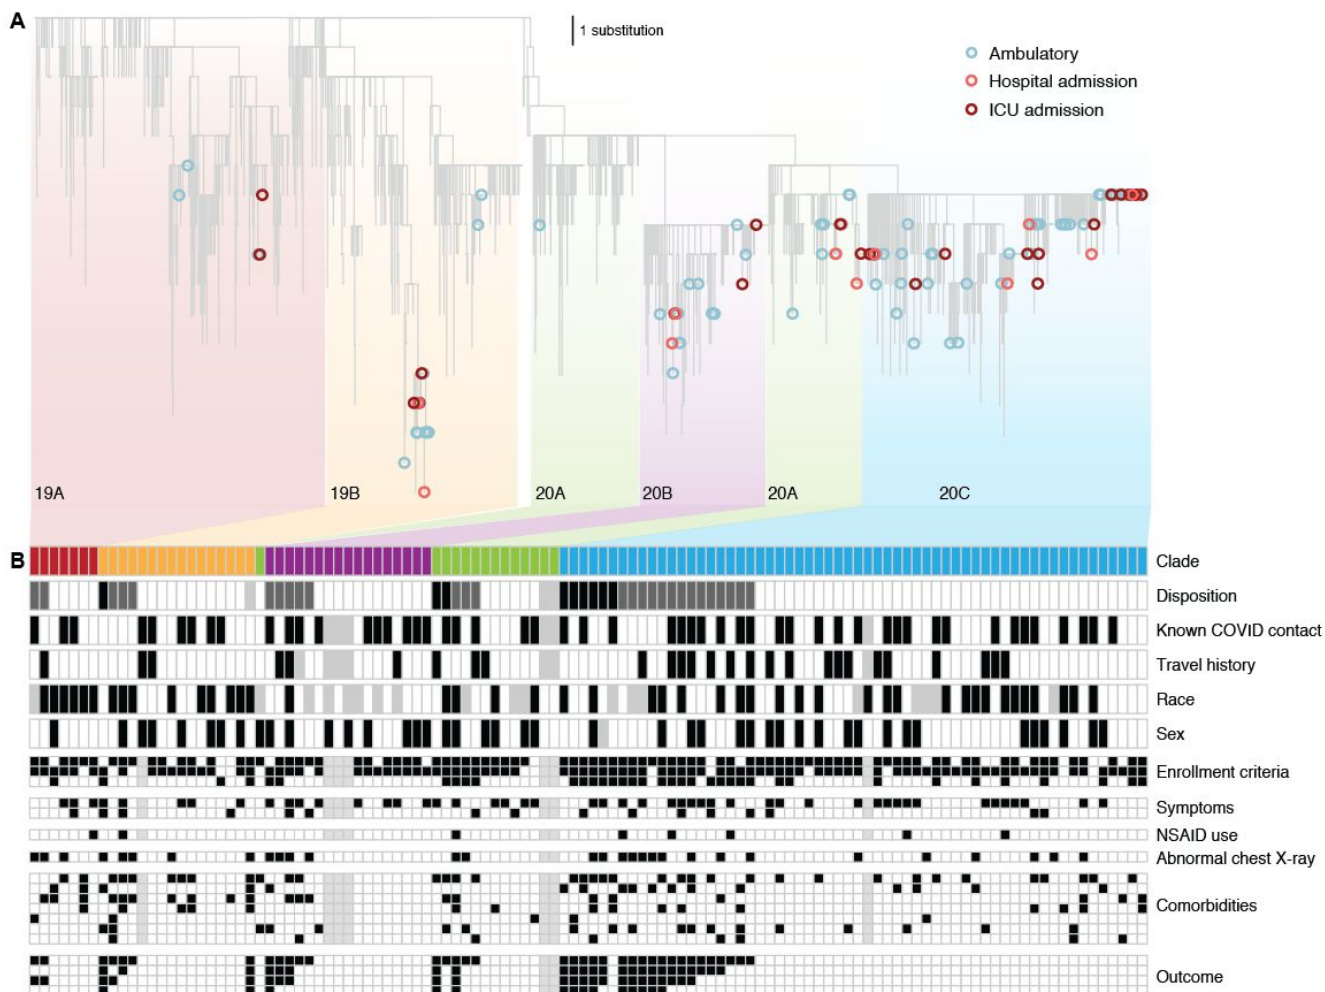 A
1 substitution
Ambulatory
Hospital admission
ICU admission
19A
19B
20A
20B
20A
20C
B
Clade
Disposition
Known COVID contact
Travel history
Race
Sex
Enrollment criteria
Symptoms
NSAID use
Abnormal chest X-ray
Comorbidities
Outcome